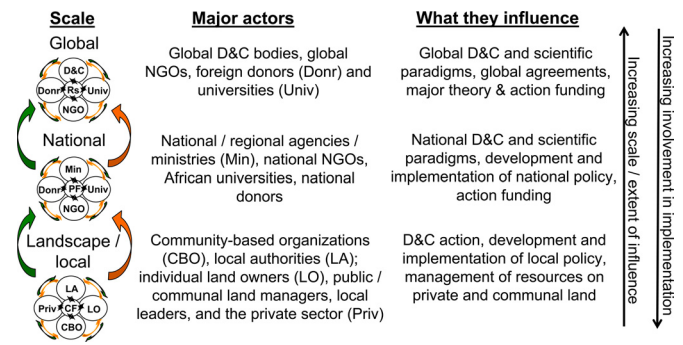 Scale
Major actors
What they influence
Global
D&C
Donr
Rs
Univ
NGO
Global D&C bodies, global
NGOs, foreign donors (Donr) and
universities (Univ)
Global D&C and scientific
paradigms, global agreements,
major theory & action funding
National
Min
Donr
PF
Univ
NGO
National / regional agencies /
ministries (Min), national NGOs,
African universities, national
donors
National D&C and scientific
paradigms, development and
implementation of national policy,
action funding
Landscape /
local
LA
Priv
CF
LO
CBO
Community-based organizations
(CBO), local authorities (LA);
individual land owners (LO), public /
communal land managers, local
leaders, and the private sector (Priv)
D&C action, development and
implementation of local policy,
management of resources on
private and communal land
Increasing scale / extent of influence
Increasing involvement in implementation